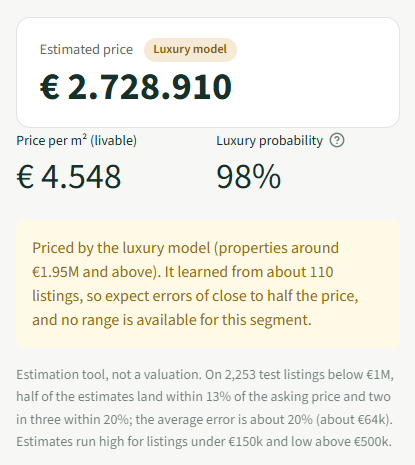 Estimated price Luxury model
€ 2.728.910
Price per m² (livable) Luxury probability ?
€ 4.548 98%
Priced by the luxury model (properties around
€1.95M and above). It learned from about 110
listings, so expect errors of close to half the price,
and no range is available for this segment.
Estimation tool, not a valuation. On 2,253 test listings below €1M,
half of the estimates land within 13% of the asking price and two
in three within 20%; the average error is about 20% (about €64k).
Estimates run high for listings under €150k and low above €500k.